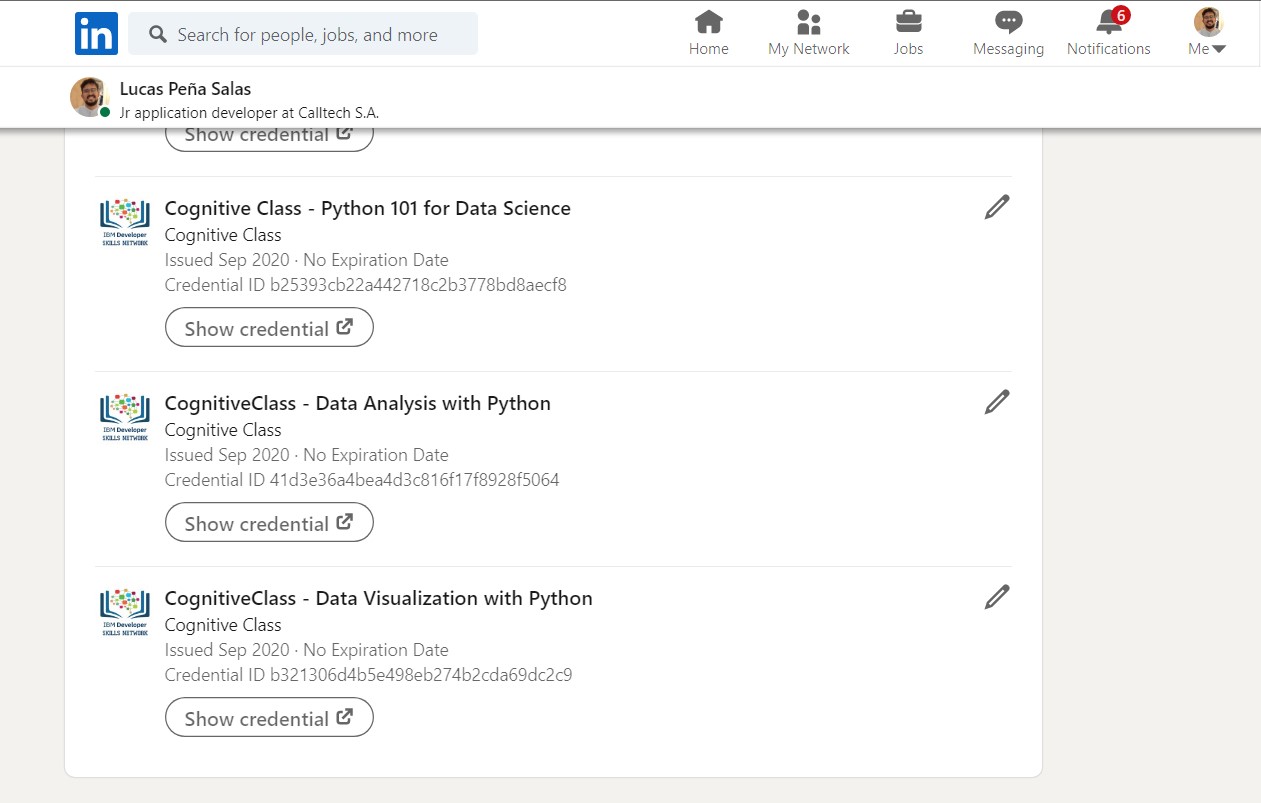 in
Search for people, jobs, and more
Home
My Network
Jobs
Messaging
6
Notifications
Me
Lucas Peña Salas
Jr application developer at Calltech S.A.
Show credential
Cognitive Class - Python 101 for Data Science
IBM Developer
SKILLS NETWORK
Cognitive Class
Issued Sep 2020 · No Expiration Date
Credential ID b25393cb22a442718c2b3778bd8aecf8
Show credential
CognitiveClass - Data Analysis with Python
IBM Developer
SKILLS NETWORK
Cognitive Class
Issued Sep 2020 · No Expiration Date
Credential ID 41d3e36a4bea4d3c816f17f8928f5064
Show credential
CognitiveClass - Data Visualization with Python
IBM Developer
SKILLS NETWORK
Cognitive Class
Issued Sep 2020 · No Expiration Date
Credential ID b321306d4b5e498eb274b2cda69dc2c9
Show credential